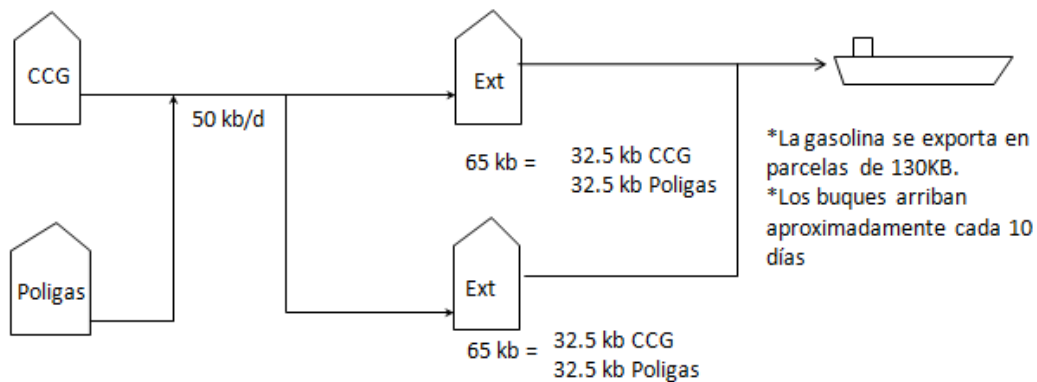 CCG
50 kb/d
Ext
65 kb =
32.5 kb CCG
32.5 kb Poligas
*La gasolina se exporta en
parcelas de 130KB.
*Los buques arriban
aproximadamente cada 10
días
Poligas
Ext
65 kb =
32.5 kb CCG
32.5 kb Poligas